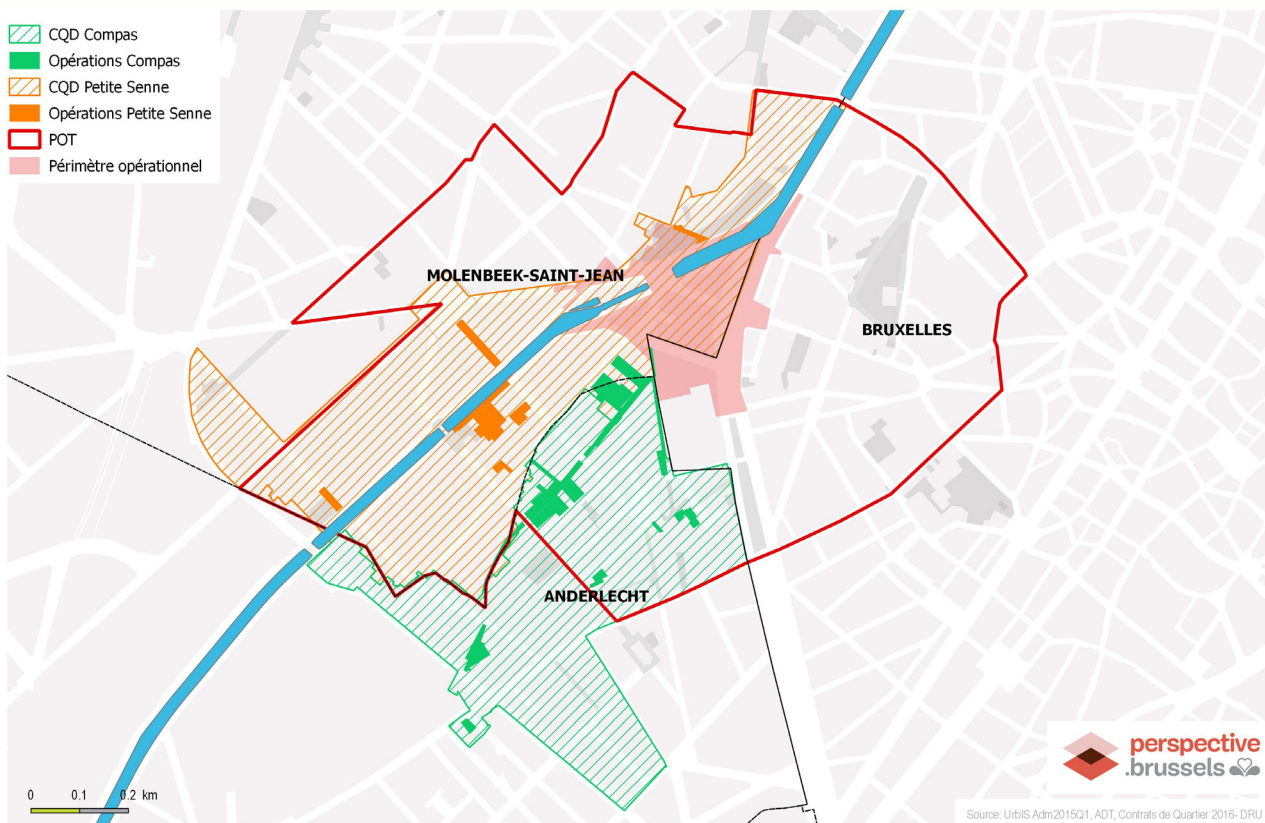 CQD Compas
Opérations Compas
CQD Petite Senne
Opérations Petite Senne
POT
Périmètre opérationnel
MOLENBEEK-SAINT-JEAN
BRUXELLES
ANDERLECHT
perspective
.brussels
0 0.1 0.2 km
Source: UrbIS Adm2015Q1, ADT, Contrats de Quartier 2016- DRU